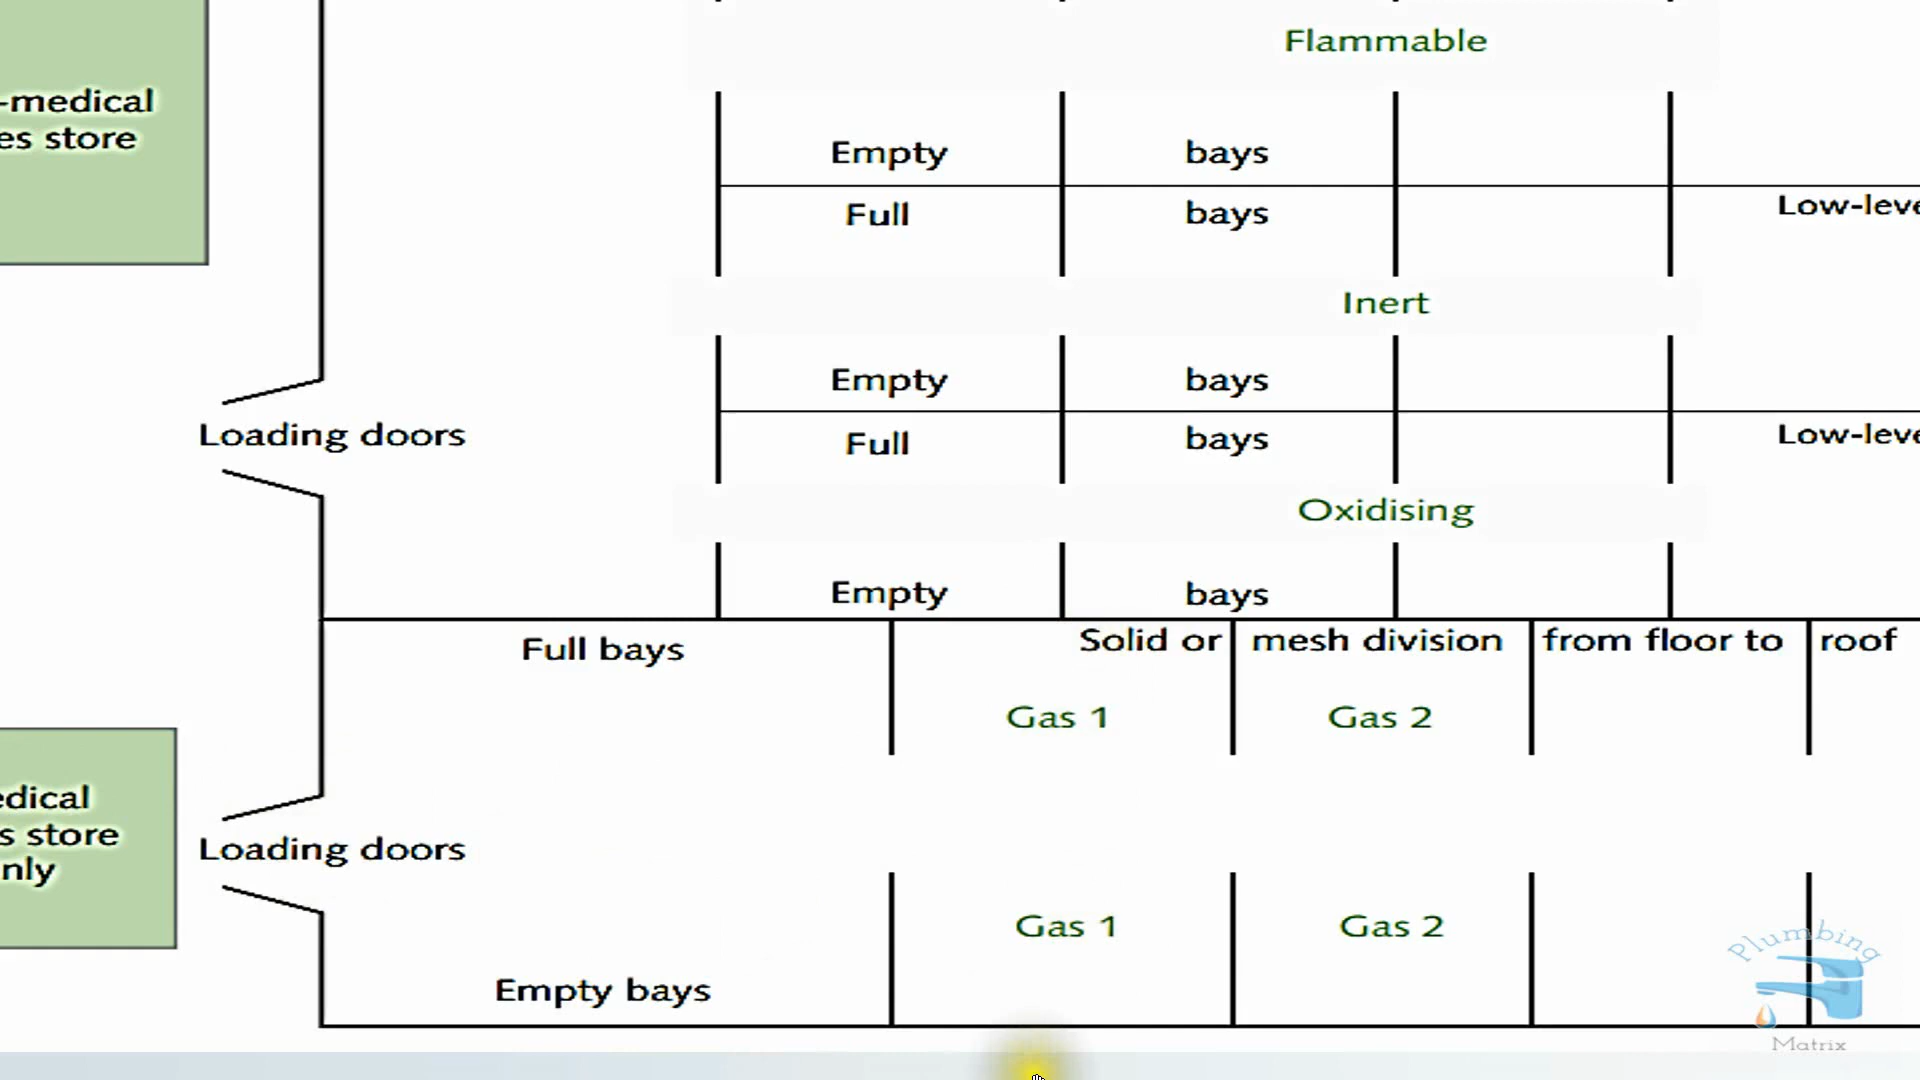 Flammable
-medical
es store
Empty bays
Full bays
Low-leve
Inert
Empty bays
Full bays
Low-leve
Loading doors
Oxidising
Empty bays
Full bays
Solid or mesh division from floor to roof
Gas 1 Gas 2
edical
s store
nly
Loading doors
Gas 1 Gas 2
Empty bays
Plumbing
Matrix